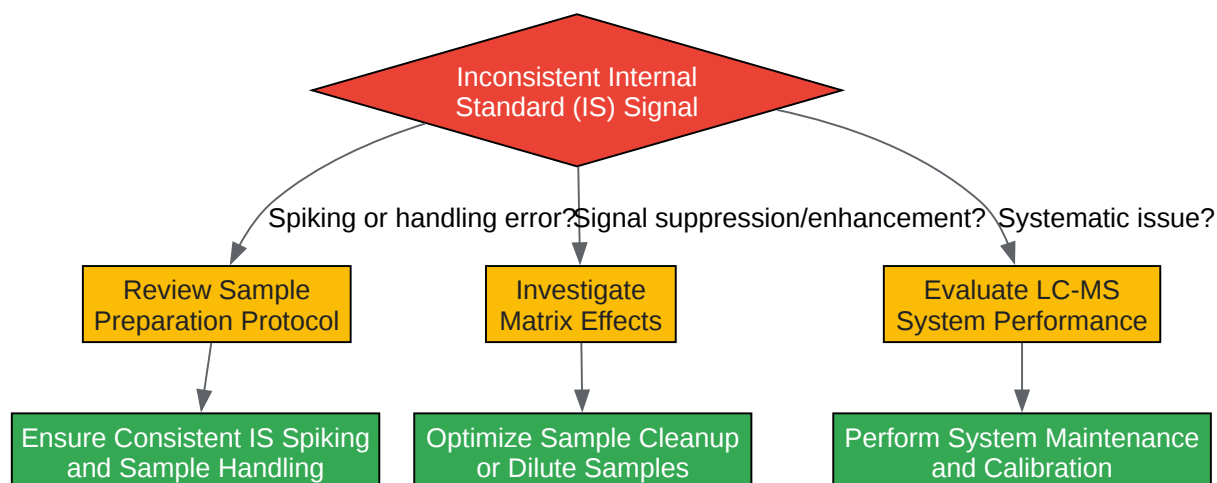 Inconsistent Internal
Standard (IS) Signal
Spiking or handling error?
Signal suppression/enhancement?
Systematic issue?
Review Sample
Preparation Protocol
Investigate
Matrix Effects
Evaluate LC-MS
System Performance
Ensure Consistent IS Spiking
and Sample Handling
Optimize Sample Cleanup
or Dilute Samples
Perform System Maintenance
and Calibration